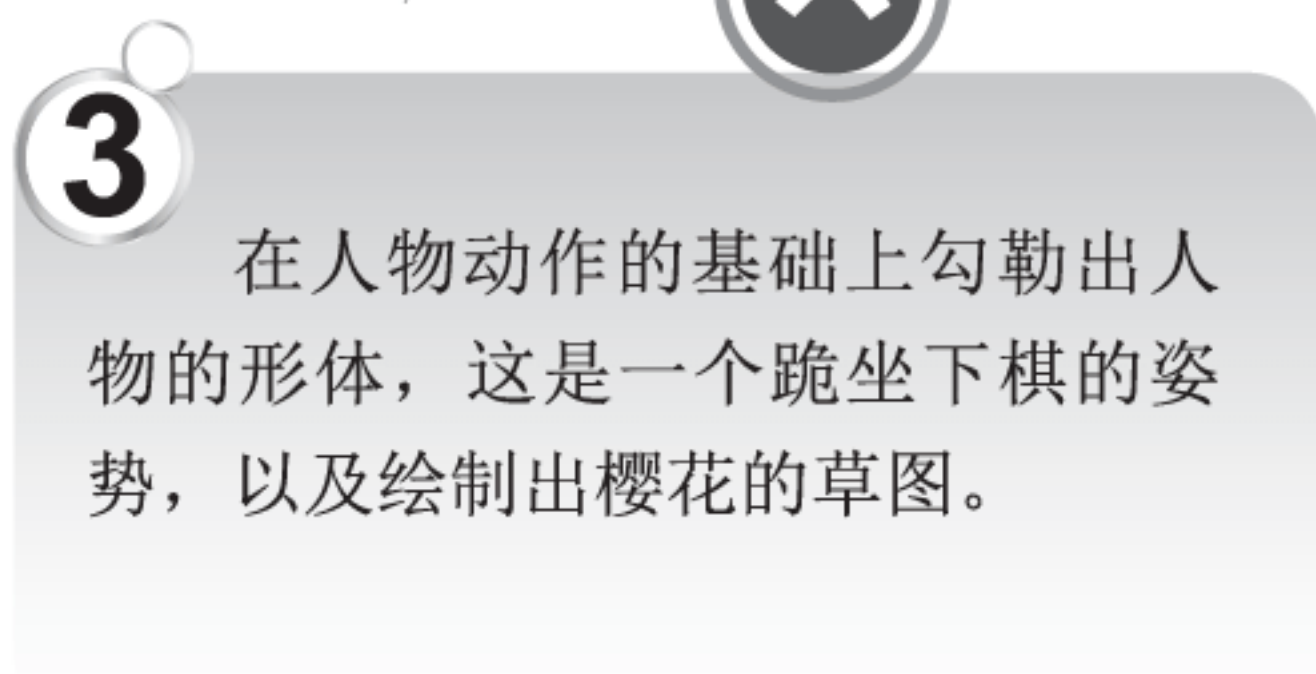 3
在人物动作的基础上勾勒出人
物的形体，这是一个跪坐下棋的姿
势，以及绘制出樱花的草图。